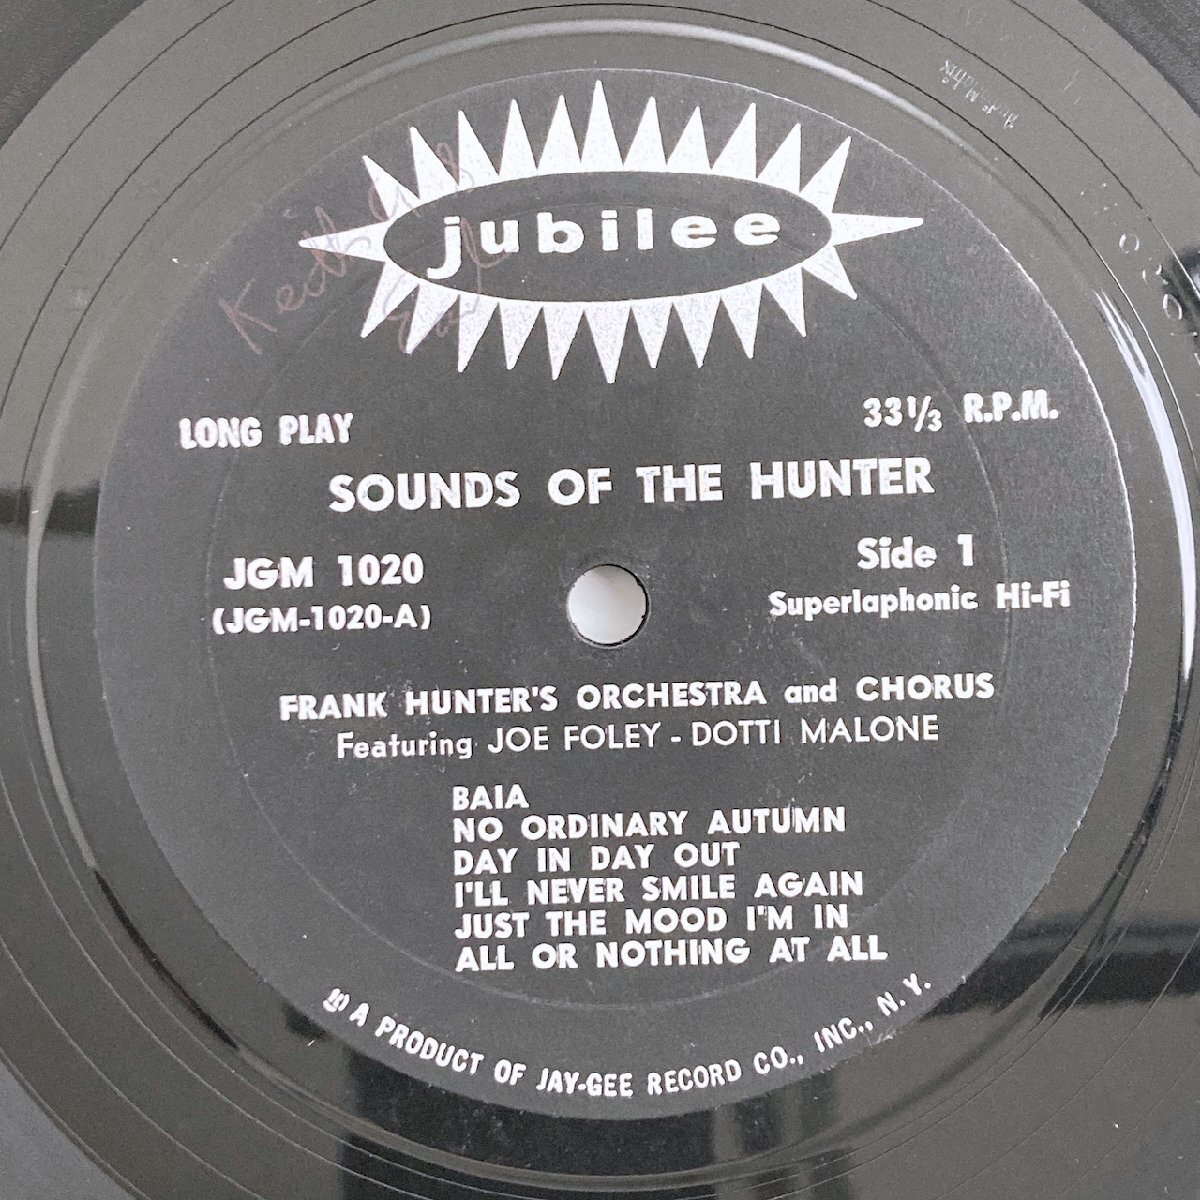 jubilee
LONG PLAY
33 1/3 R.P.M.
SOUNDS OF THE HUNTER
JGM 1020
(JGM-1020-A)
Side 1
Superlaphonic Hi-Fi
FRANK HUNTER'S ORCHESTRA and CHORUS
Featuring JOE FOLEY - DOTTI MALONE
BAIA
NO ORDINARY AUTUMN
DAY IN DAY OUT
I'LL NEVER SMILE AGAIN
JUST THE MOOD I'M IN
ALL OR NOTHING AT ALL
A PRODUCT OF JAY-GEE RECORD CO., INC., N. Y.